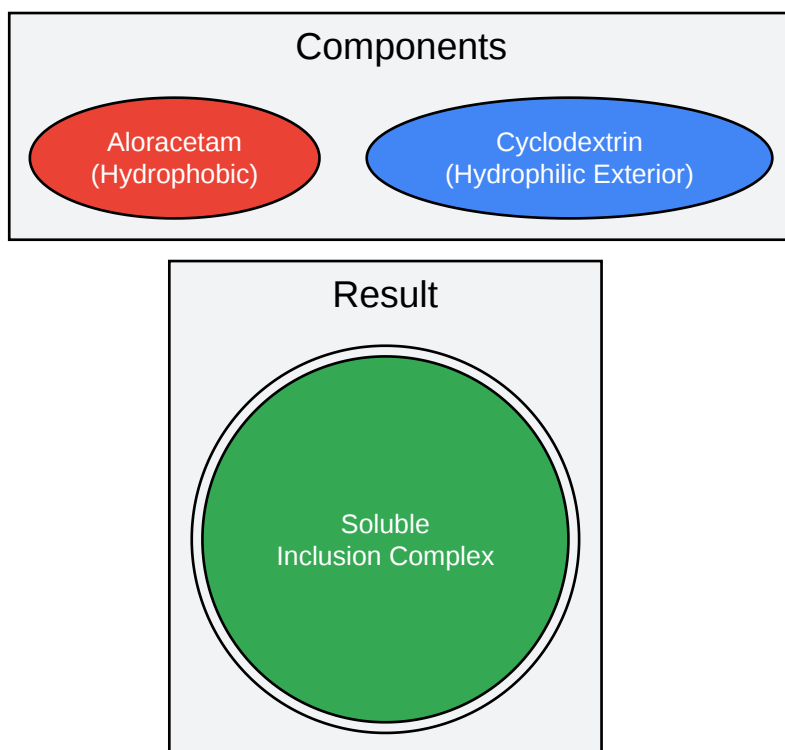 Components
Aloracetam
(Hydrophobic)
Cyclodextrin
(Hydrophilic Exterior)
Result
Soluble
Inclusion Complex